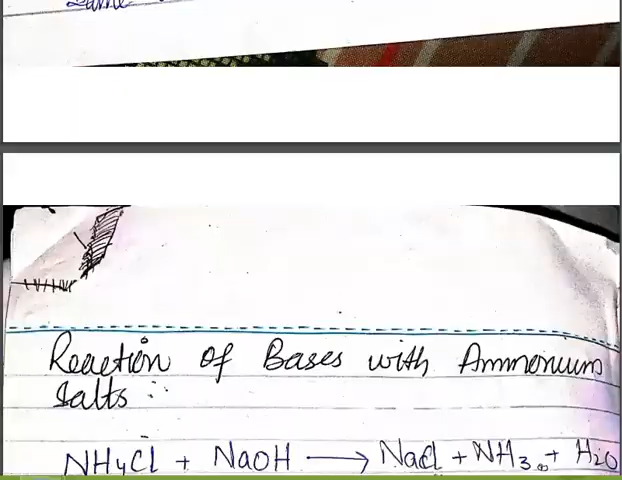 Reaction of Bases with Ammonium
Salts :
NH4Cl + NaOH ⟶ Nacl + NH3 + H2O